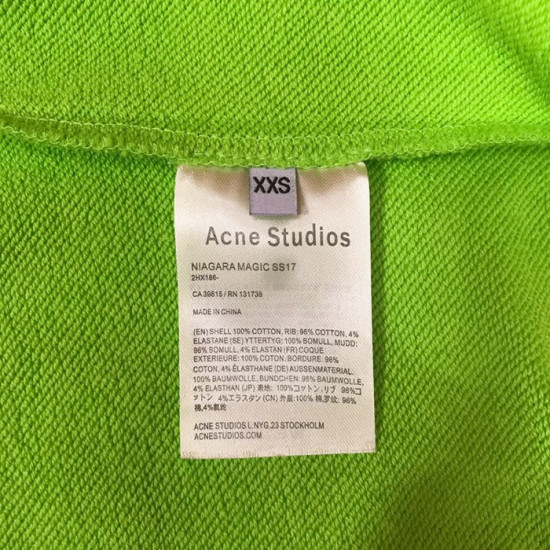 XXS
Acne Studios
NIAGARA MAGIC SS17
2HX186-
CA 39815 / RN 131738
MADE IN CHINA
(EN) SHELL 100% COTTON, RIB: 96% COTTON, 4%
ELASTANE (SE) YTTERTYG: 100% BOMULL, MUDD:
96% BOMULL, 4% ELASTAN (FR) COQUE
EXTERIEURE: 100% COTON. BORDURE: 96%
COTON, 4% ÉLASTHANE (DE) AUSSENMATERIAL.
100% BAUMWOLLE, BUNDCHEN: 96% BAUMWOLLE,
4% ELASTHAN (JP) 表地: 100%コットン,リブ 96%コ
ットン 4%エラスタン (CN) 外层:100% 棉,罗纹: 96%
棉,4%氨纶
ACNE STUDIOS L.NYG.23 STOCKHOLM
ACNESTUDIOS.COM